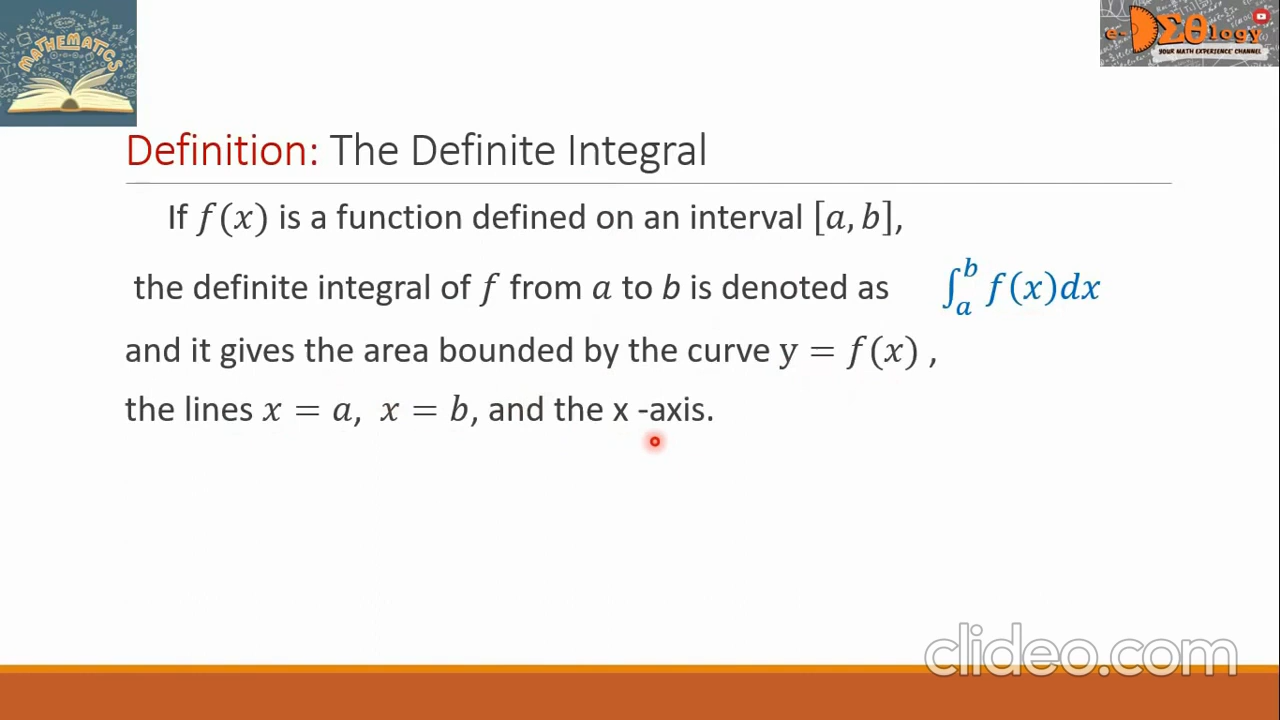 MATHEMATICS
e-DΣθlogy
YOUR MATH EXPERIENCE CHANNEL
Definition: The Definite Integral
If f(x) is a function defined on an interval [a, b],
the definite integral of f from a to b is denoted as ∫ₐᵇ f(x)dx
and it gives the area bounded by the curve y = f(x) ,
the lines x = a, x = b, and the x -axis.
clideo.com